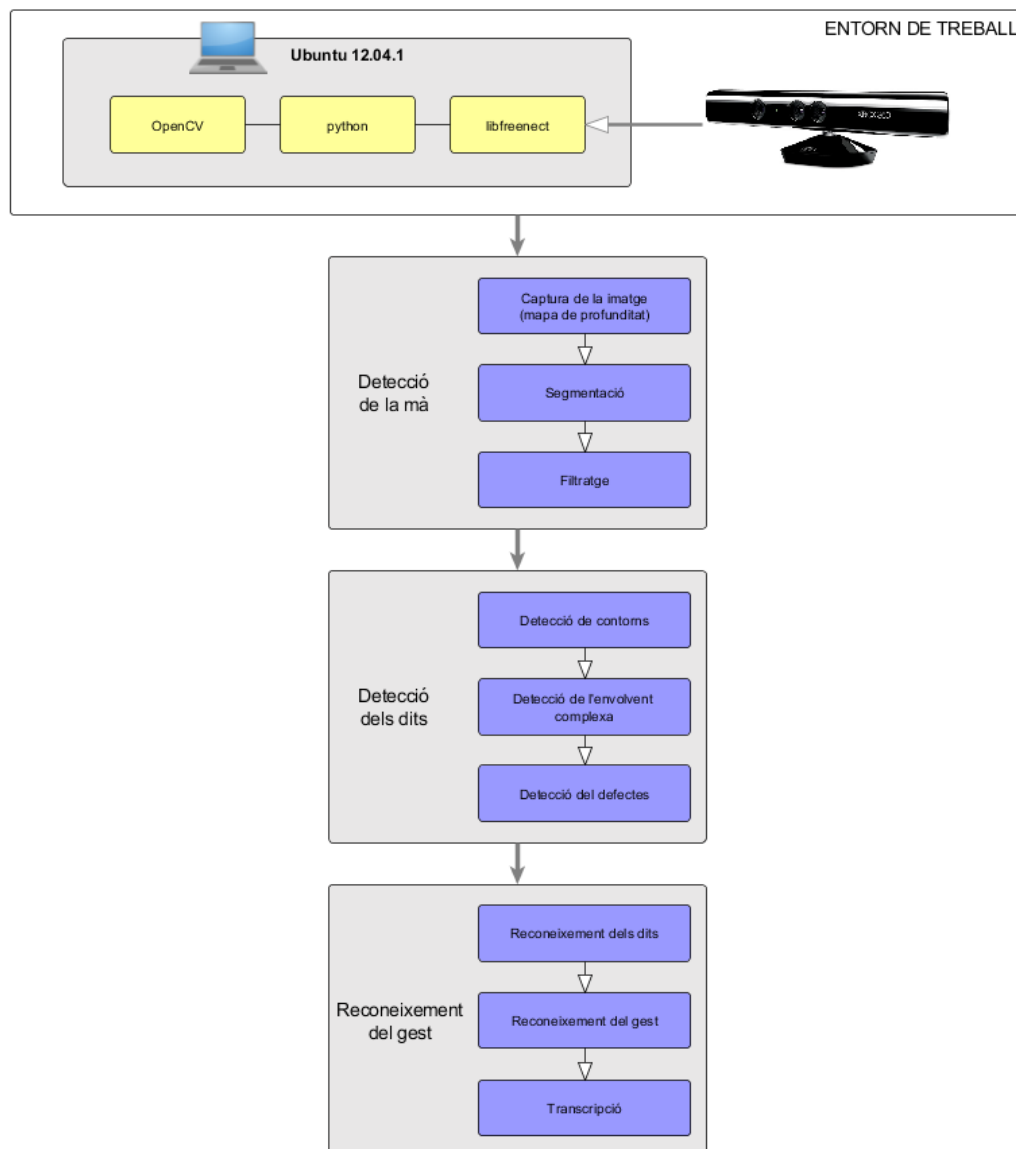 ENTORN DE TREBALL
Ubuntu 12.04.1
OpenCV
python
libfreenect
XBOX360
Detecció
de la mà
Captura de la imatge
(mapa de profunditat)
Segmentació
Filtratge
Detecció
dels dits
Detecció de contorns
Detecció de l'envolvent
complexa
Detecció del defectes
Reconeixement
del gest
Reconeixement dels dits
Reconeixement del gest
Transcripció